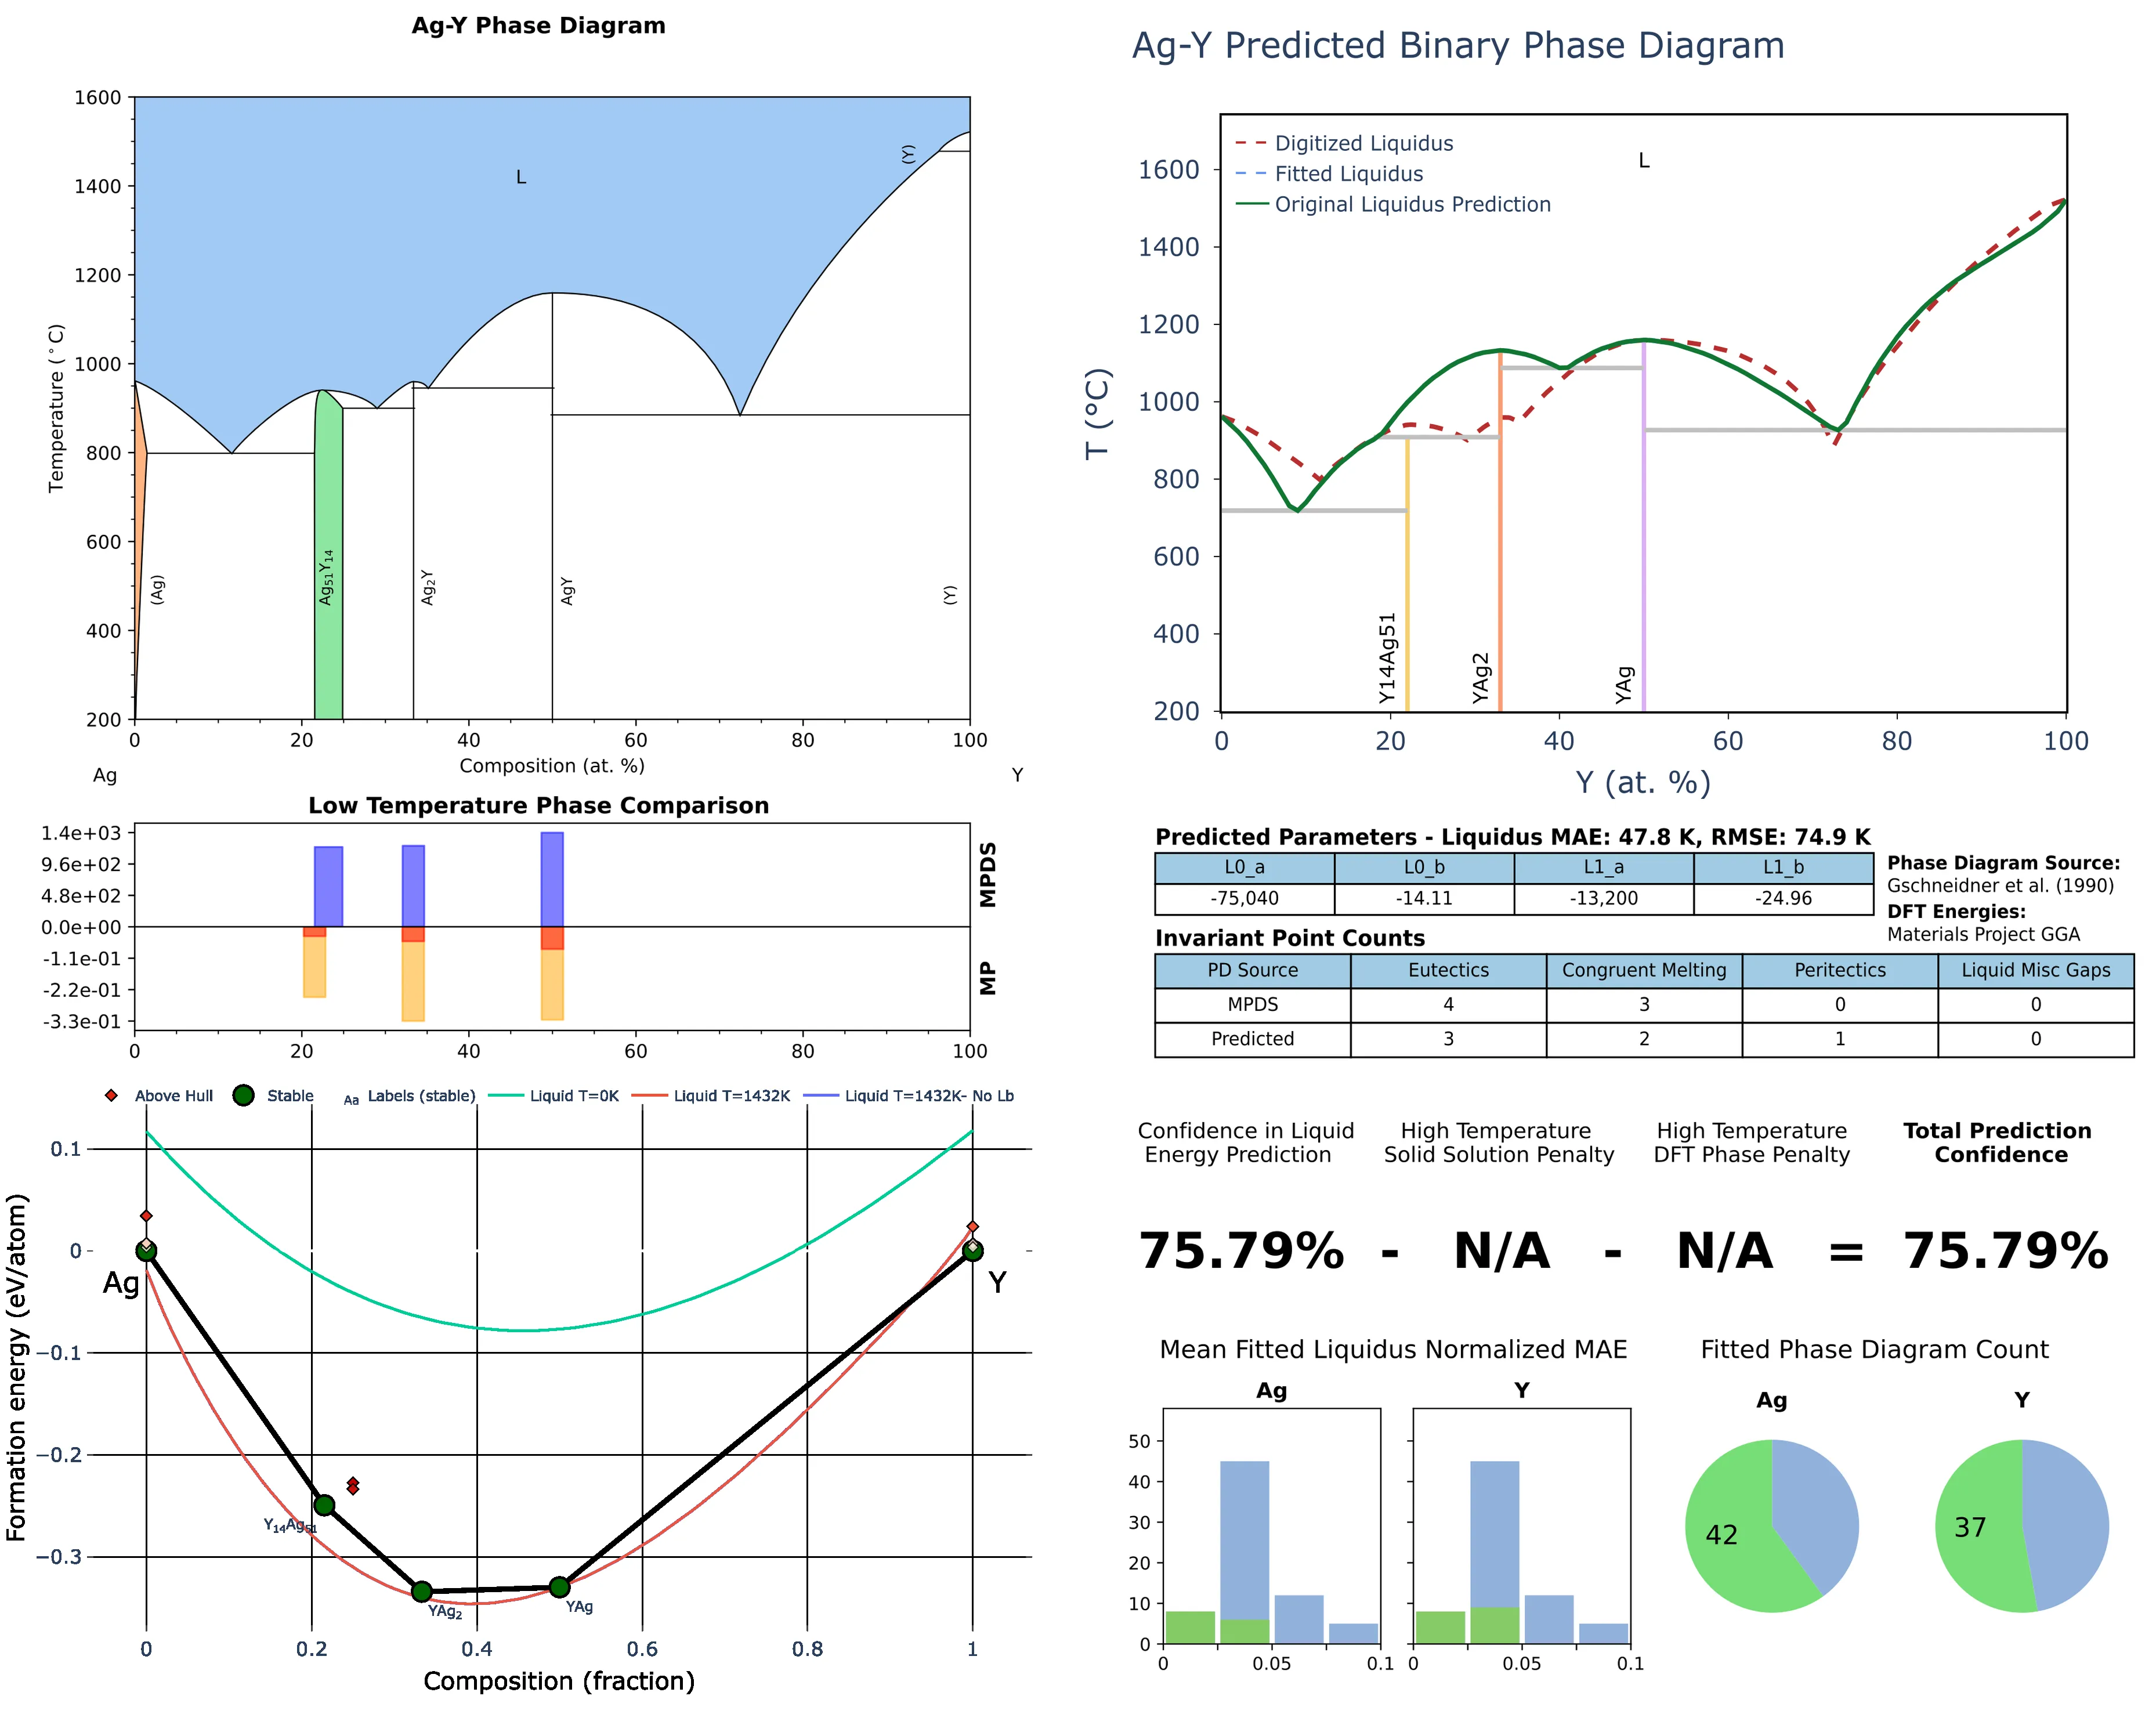 Ag-Y Phase Diagram
1600
1400
1200
1000
800
600
400
200
Temperature (°C)
L
(Y)
(Ag)
Ag51Y14
Ag2Y
AgY
(Y)
0 20 40 60 80 100
Composition (at. %)
Ag Y
Low Temperature Phase Comparison
1.4e+03
9.6e+02
4.8e+02
0.0e+00
-1.1e-01
-2.2e-01
-3.3e-01
MPDS
MP
0 20 40 60 80 100
Above Hull Stable Aa Labels (stable) Liquid T=0K Liquid T=1432K Liquid T=1432K- No Lb
0.1
0
−0.1
−0.2
−0.3
Formation energy (eV/atom)
Ag
Y
Y14Ag51
YAg2
YAg
0 0.2 0.4 0.6 0.8 1
Composition (fraction)
Ag-Y Predicted Binary Phase Diagram
Digitized Liquidus
Fitted Liquidus
Original Liquidus Prediction
L
1600
1400
1200
1000
800
600
400
200
T (°C)
Y14Ag51
YAg2
YAg
0 20 40 60 80 100
Y (at. %)
Predicted Parameters - Liquidus MAE: 47.8 K, RMSE: 74.9 K
L0_a L0_b L1_a L1_b
-75,040 -14.11 -13,200 -24.96
Phase Diagram Source:
Gschneidner et al. (1990)
DFT Energies:
Materials Project GGA
Invariant Point Counts
PD Source Eutectics Congruent Melting Peritectics Liquid Misc Gaps
MPDS 4 3 0 0
Predicted 3 2 1 0
Confidence in Liquid
Energy Prediction
High Temperature
Solid Solution Penalty
High Temperature
DFT Phase Penalty
Total Prediction
Confidence
75.79% - N/A - N/A = 75.79%
Mean Fitted Liquidus Normalized MAE
Ag Y
50
40
30
20
10
0
0 0.05 0.1
0 0.05 0.1
Fitted Phase Diagram Count
Ag Y
42 37